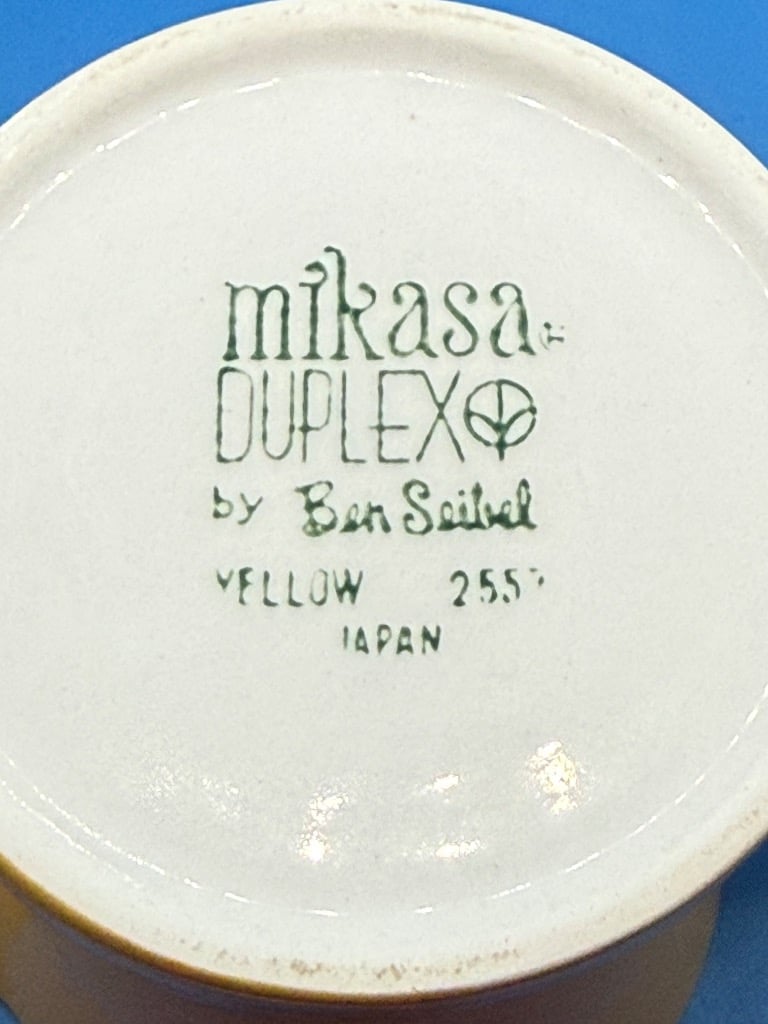 mikasa®
DUPLEX
by Ben Seibel
YELLOW
JAPAN